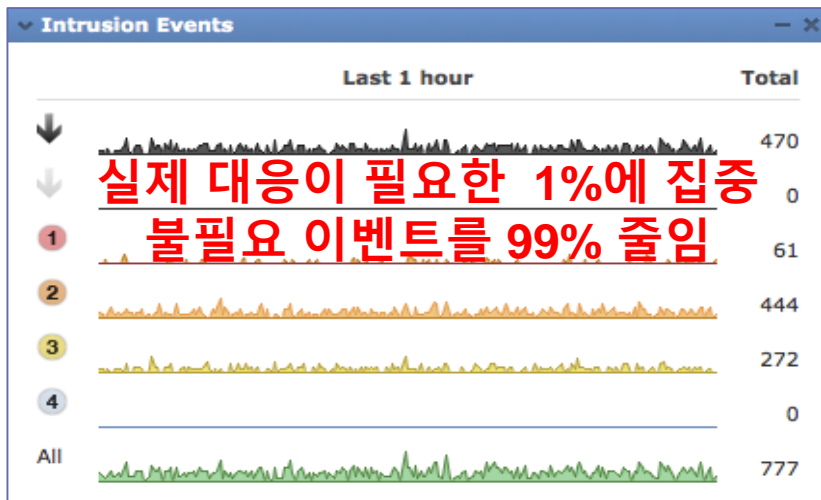 Intrusion Events
Last 1 hour Total
470
실제 대응이 필요한 1%에 집중
0
불필요 이벤트를 99% 줄임
1 61
2 444
3 272
4 0
All 777